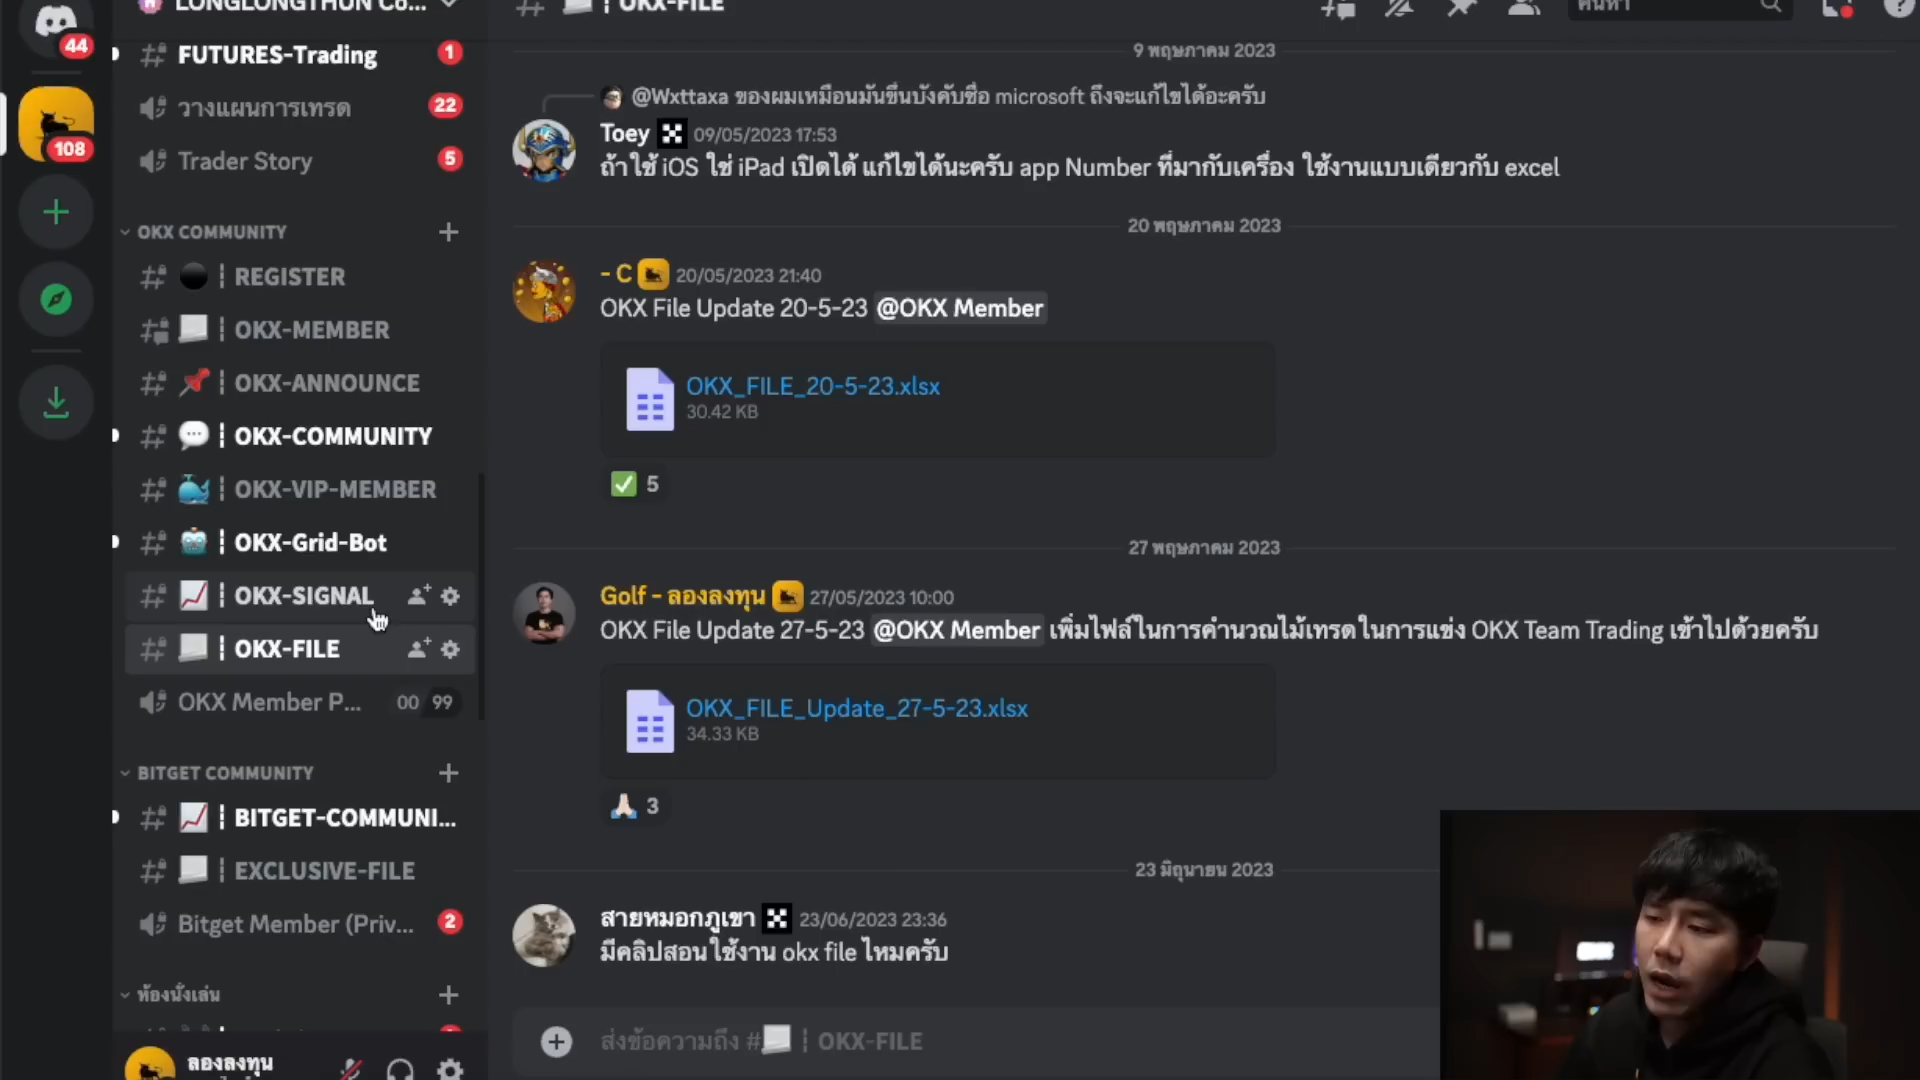 44
108
LONGLONGTHUN Co...
FUTURES-Trading
1
วางแผนการเทรด
22
Trader Story
5
OKX COMMUNITY
REGISTER
OKX-MEMBER
OKX-ANNOUNCE
OKX-COMMUNITY
OKX-VIP-MEMBER
OKX-Grid-Bot
OKX-SIGNAL
OKX-FILE
OKX Member P...
00 99
BITGET COMMUNITY
BITGET-COMMUNI...
EXCLUSIVE-FILE
Bitget Member (Priv...
2
ห้องนั่งเล่น
ลองลงทุน
OKX-FILE
ค้นหา
9 พฤษภาคม 2023
@Wxttaxa ของผมเหมือนมันขึ้นบังคับซื้อ microsoft ถึงจะแก้ไขได้อะครับ
Toey 09/05/2023 17:53
ถ้าใช้ iOS ใช่ iPad เปิดได้ แก้ไขได้นะครับ app Number ที่มากับเครื่อง ใช้งานแบบเดียวกับ excel
20 พฤษภาคม 2023
- C 20/05/2023 21:40
OKX File Update 20-5-23 @OKX Member
OKX_FILE_20-5-23.xlsx
30.42 KB
5
27 พฤษภาคม 2023
Golf - ลองลงทุน 27/05/2023 10:00
OKX File Update 27-5-23 @OKX Member เพิ่มไฟล์ในการคำนวณไม้เทรดในการแข่ง OKX Team Trading เข้าไปด้วยครับ
OKX_FILE_Update_27-5-23.xlsx
34.33 KB
3
23 มิถุนายน 2023
สายหมอกภูเขา 23/06/2023 23:36
มีคลิปสอนใช้งาน okx file ไหมครับ
ส่งข้อความถึง # OKX-FILE